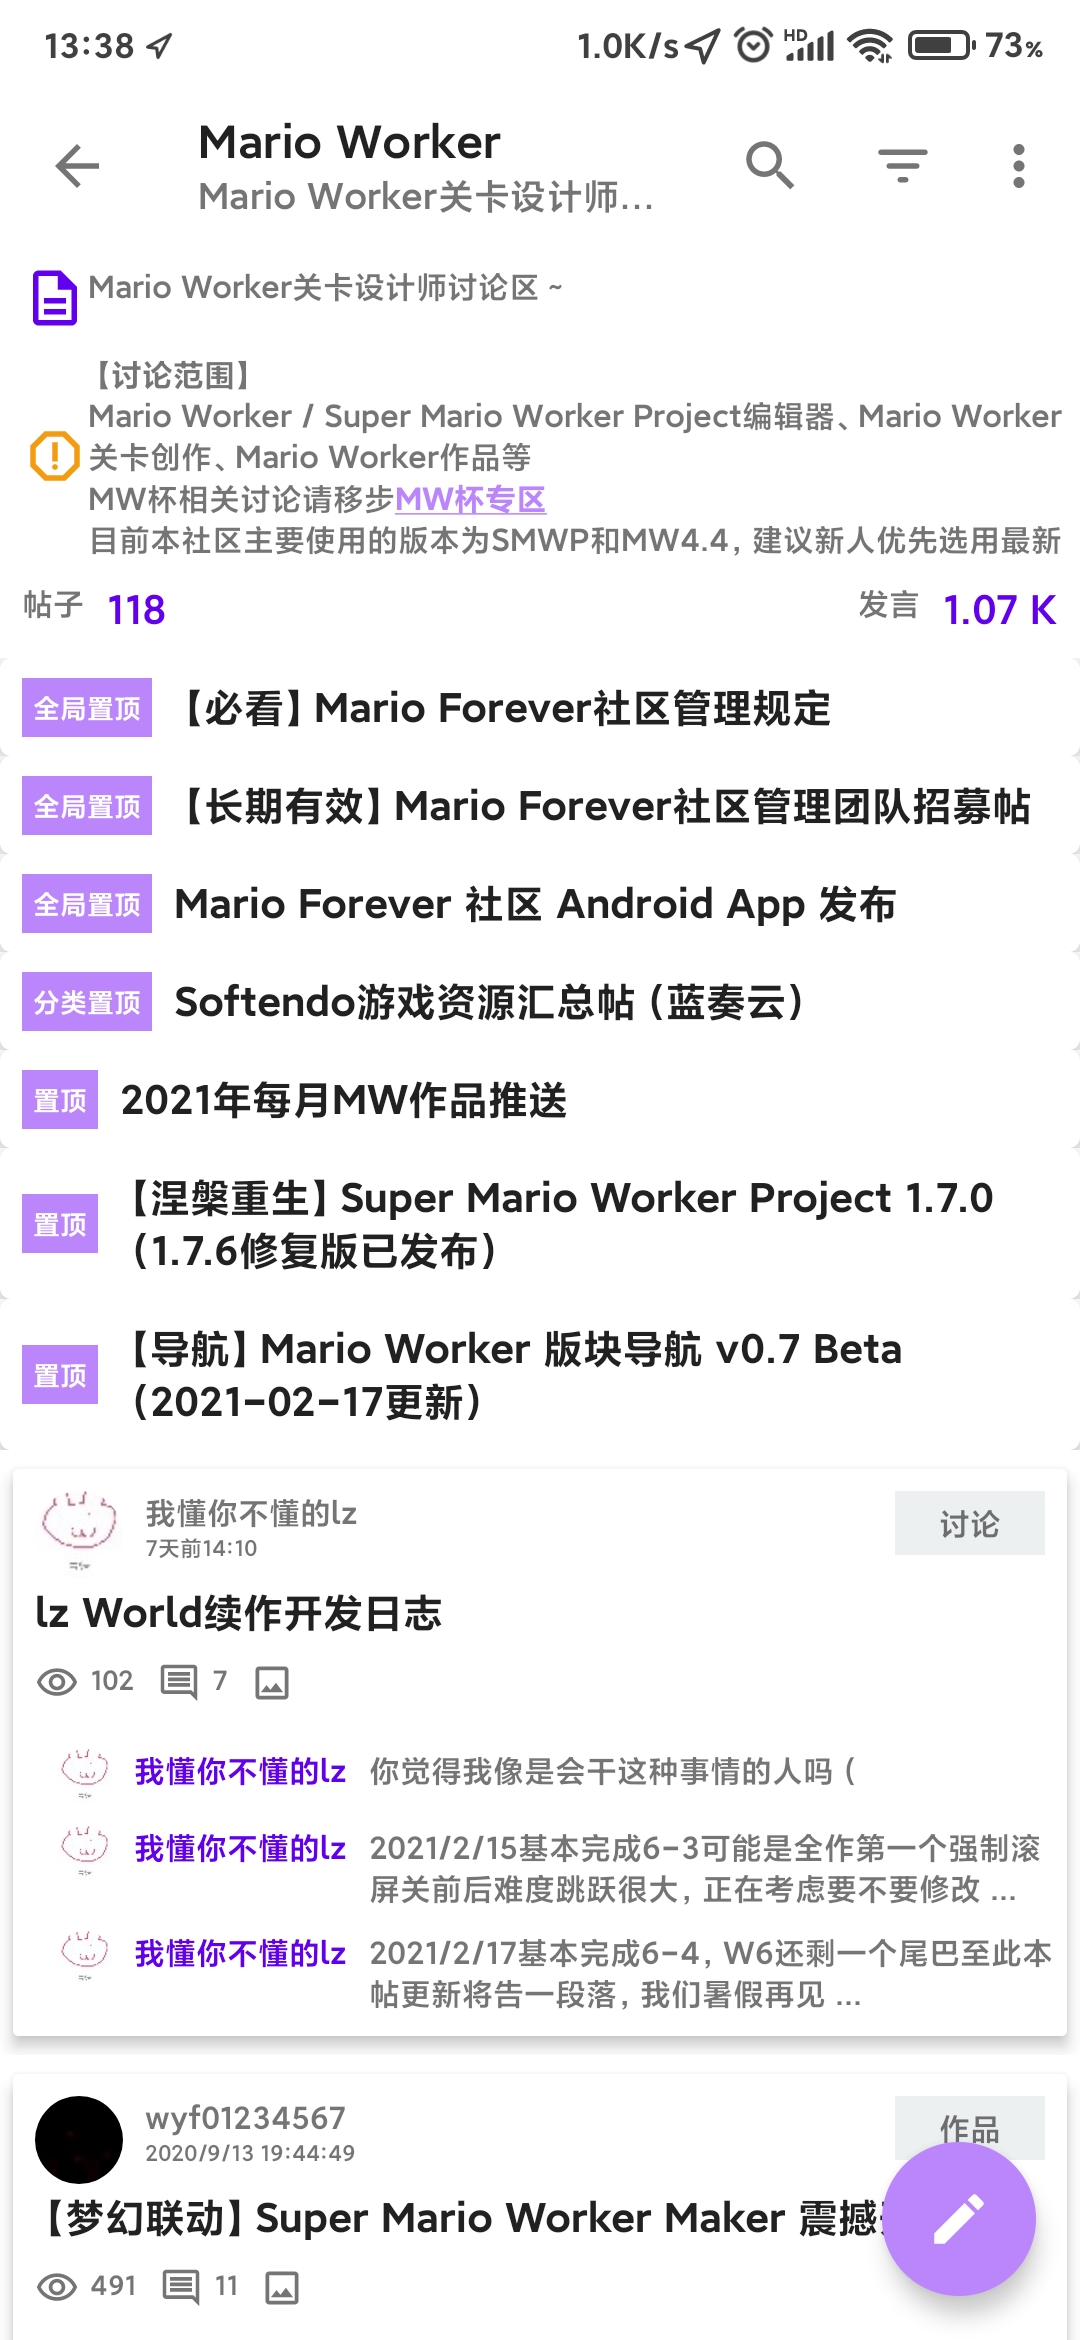 13:38
1.0K/s
HD
73%
Mario Worker
Mario Worker关卡设计师...
Mario Worker关卡设计师讨论区 ~
【讨论范围】
Mario Worker / Super Mario Worker Project编辑器、Mario Worker
关卡创作、Mario Worker作品等
MW杯相关讨论请移步MW杯专区
目前本社区主要使用的版本为SMWP和MW4.4，建议新人优先选用最新
帖子 118
发言 1.07 K
全局置顶 【必看】Mario Forever社区管理规定
全局置顶 【长期有效】Mario Forever社区管理团队招募帖
全局置顶 Mario Forever 社区 Android App 发布
分类置顶 Softendo游戏资源汇总帖（蓝奏云）
置顶 2021年每月MW作品推送
置顶 【涅槃重生】Super Mario Worker Project 1.7.0
（1.7.6修复版已发布）
置顶 【导航】Mario Worker 版块导航 v0.7 Beta
（2021-02-17更新）
我懂你不懂的lz
7天前14:10
讨论
lz World续作开发日志
102 7
我懂你不懂的lz 你觉得我像是会干这种事情的人吗（
我懂你不懂的lz 2021/2/15基本完成6-3可能是全作第一个强制滚
屏关前后难度跳跃很大，正在考虑要不要修改 ...
我懂你不懂的lz 2021/2/17基本完成6-4，W6还剩一个尾巴至此本
帖更新将告一段落，我们暑假再见 ...
wyf01234567
2020/9/13 19:44:49
作品
【梦幻联动】Super Mario Worker Maker 震撼
491 11